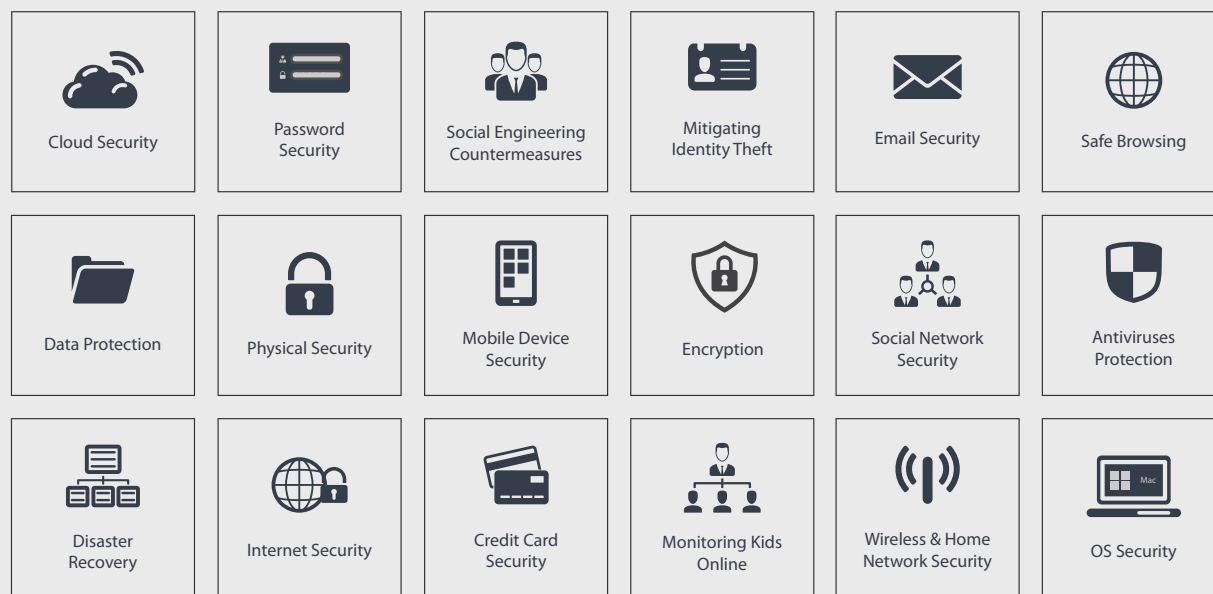 Cloud Security
Password
Security
Social Engineering
Countermeasures
Mitigating
Identity Theft
Email Security
Safe Browsing
Data Protection
Physical Security
Mobile Device
Security
Encryption
Social Network
Security
Antiviruses
Protection
Disaster
Recovery
Internet Security
Credit Card
Security
Monitoring Kids
Online
Wireless & Home
Network Security
Mac
OS Security